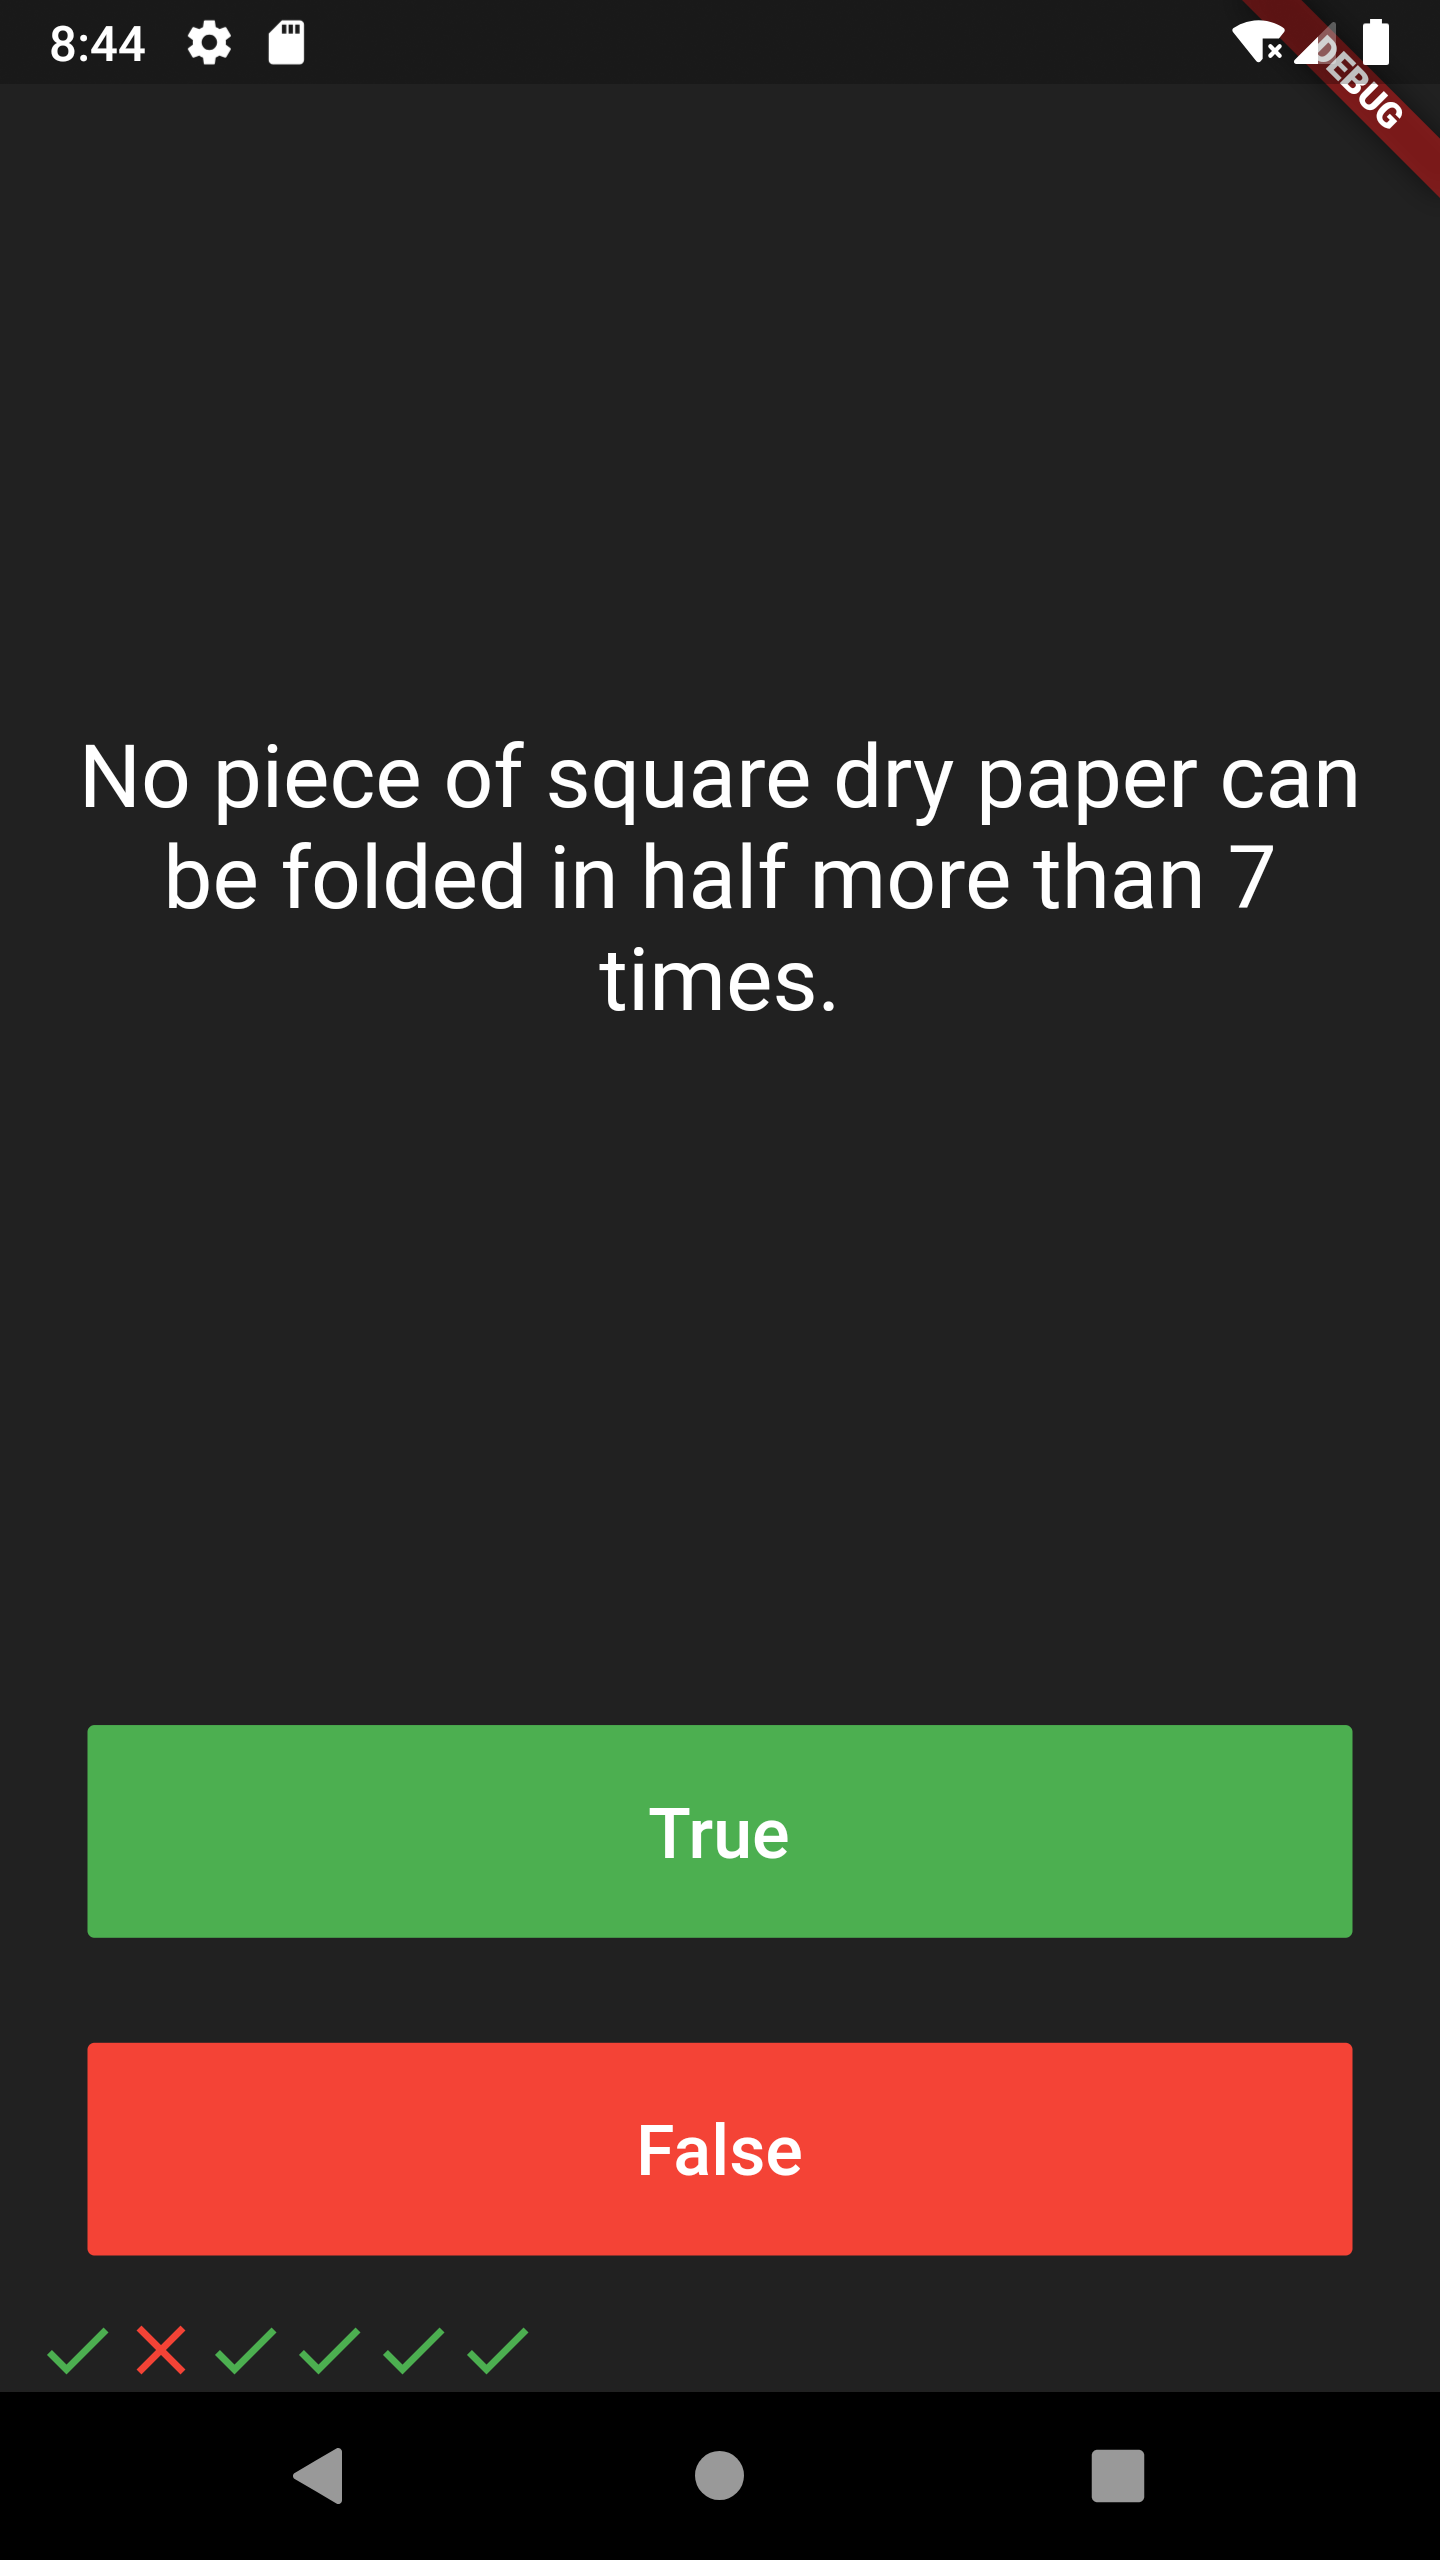 8:44
DEBUG
No piece of square dry paper can
be folded in half more than 7
times.
True
False